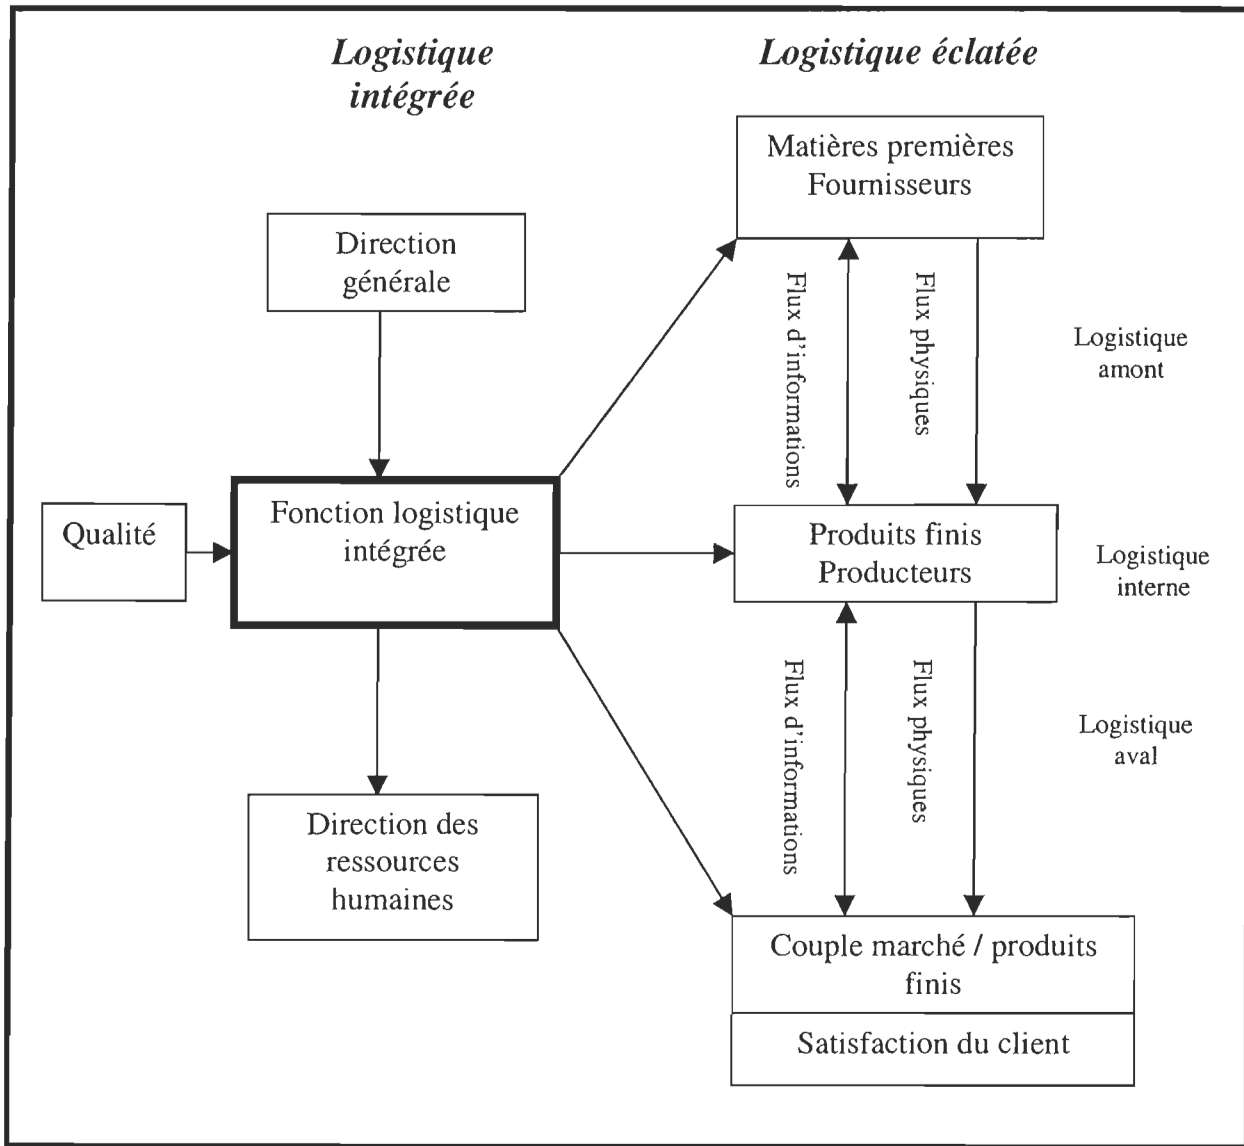 Logistique
intégrée
Logistique éclatée
Matières premières
Fournisseurs
Direction
générale
Flux d'informations
Flux physiques
Logistique
amont
Qualité
Fonction logistique
intégrée
Produits finis
Producteurs
Logistique
interne
Flux d'informations
Flux physiques
Logistique
aval
Direction des
ressources
humaines
Couple marché / produits
finis
Satisfaction du client